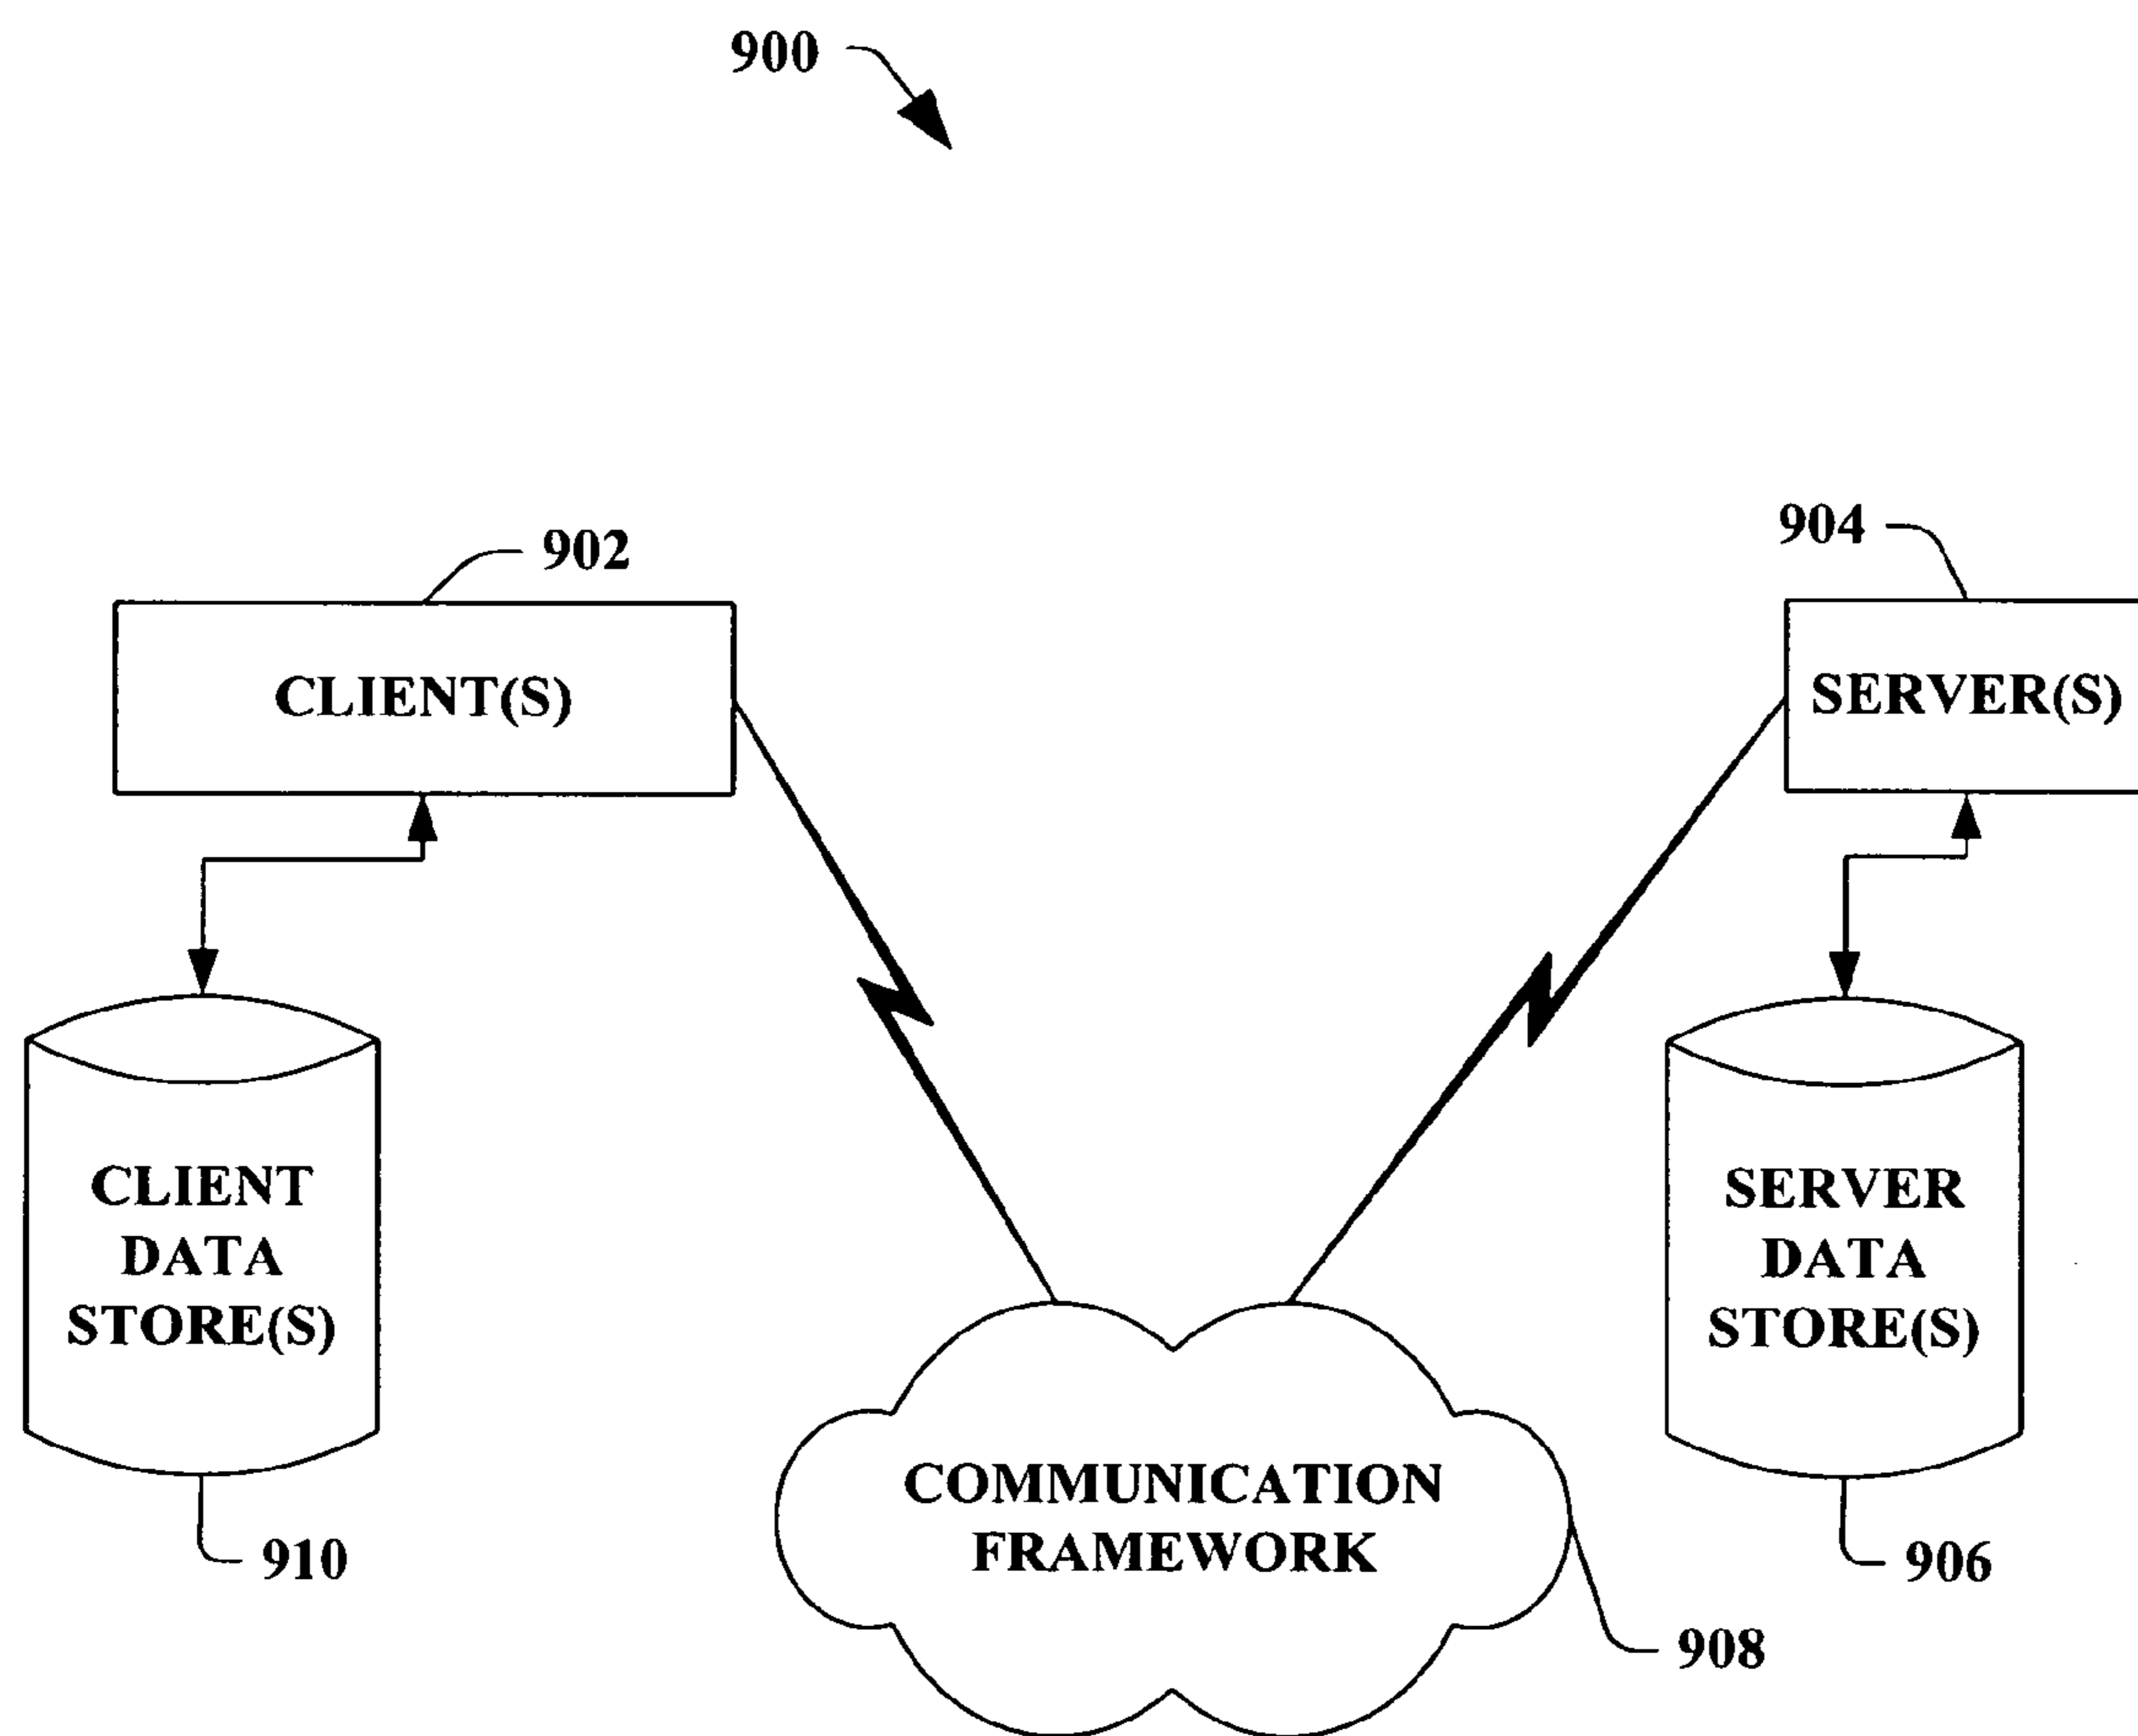 900
902
904
CLIENT(S)
SERVER(S)
CLIENT
DATA
STORE(S)
SERVER
DATA
STORE(S)
COMMUNICATION
FRAMEWORK
910
906
908